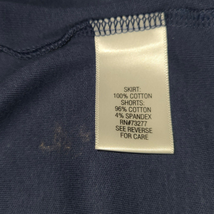 SKIRT:
100% COTTON
SHORTS:
96% COTTON
4% SPANDEX
RN#73277
SEE REVERSE
FOR CARE